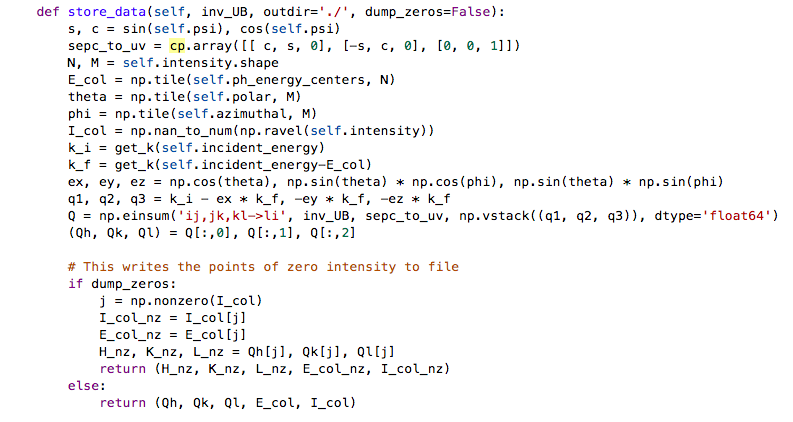 def store_data(self, inv_UB, outdir='./', dump_zeros=False):
    s, c = sin(self.psi), cos(self.psi)
    sepc_to_uv = cp.array([[ c, s, 0], [-s, c, 0], [0, 0, 1]])
    N, M = self.intensity.shape
    E_col = np.tile(self.ph_energy_centers, N)
    theta = np.tile(self.polar, M)
    phi = np.tile(self.azimuthal, M)
    I_col = np.nan_to_num(np.ravel(self.intensity))
    k_i = get_k(self.incident_energy)
    k_f = get_k(self.incident_energy-E_col)
    ex, ey, ez = np.cos(theta), np.sin(theta) * np.cos(phi), np.sin(theta) * np.sin(phi)
    q1, q2, q3 = k_i - ex * k_f, -ey * k_f, -ez * k_f
    Q = np.einsum('ij,jk,kl->li', inv_UB, sepc_to_uv, np.vstack((q1, q2, q3)), dtype='float64')
    (Qh, Qk, Ql) = Q[:,0], Q[:,1], Q[:,2]

    # This writes the points of zero intensity to file
    if dump_zeros:
        j = np.nonzero(I_col)
        I_col_nz = I_col[j]
        E_col_nz = E_col[j]
        H_nz, K_nz, L_nz = Qh[j], Qk[j], Ql[j]
        return (H_nz, K_nz, L_nz, E_col_nz, I_col_nz)
    else:
        return (Qh, Qk, Ql, E_col, I_col)